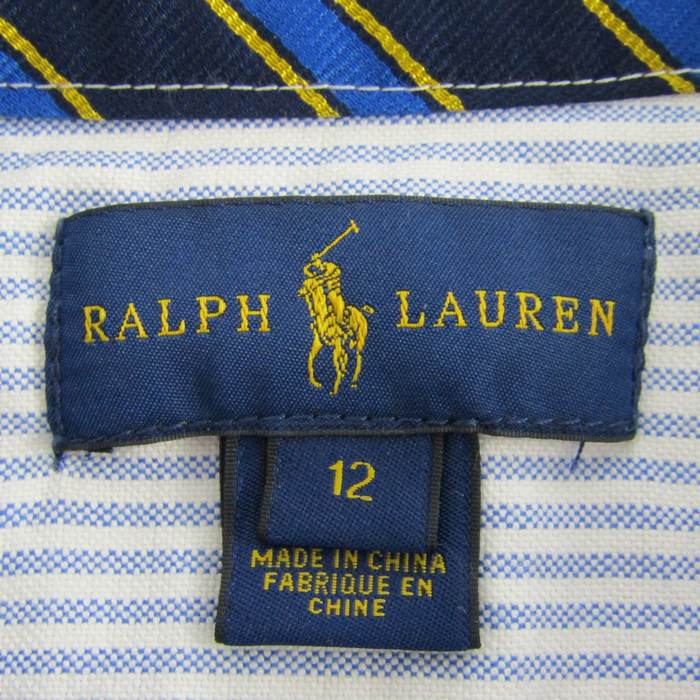 RALPH LAUREN
12
MADE IN CHINA
FABRIQUE EN
CHINE